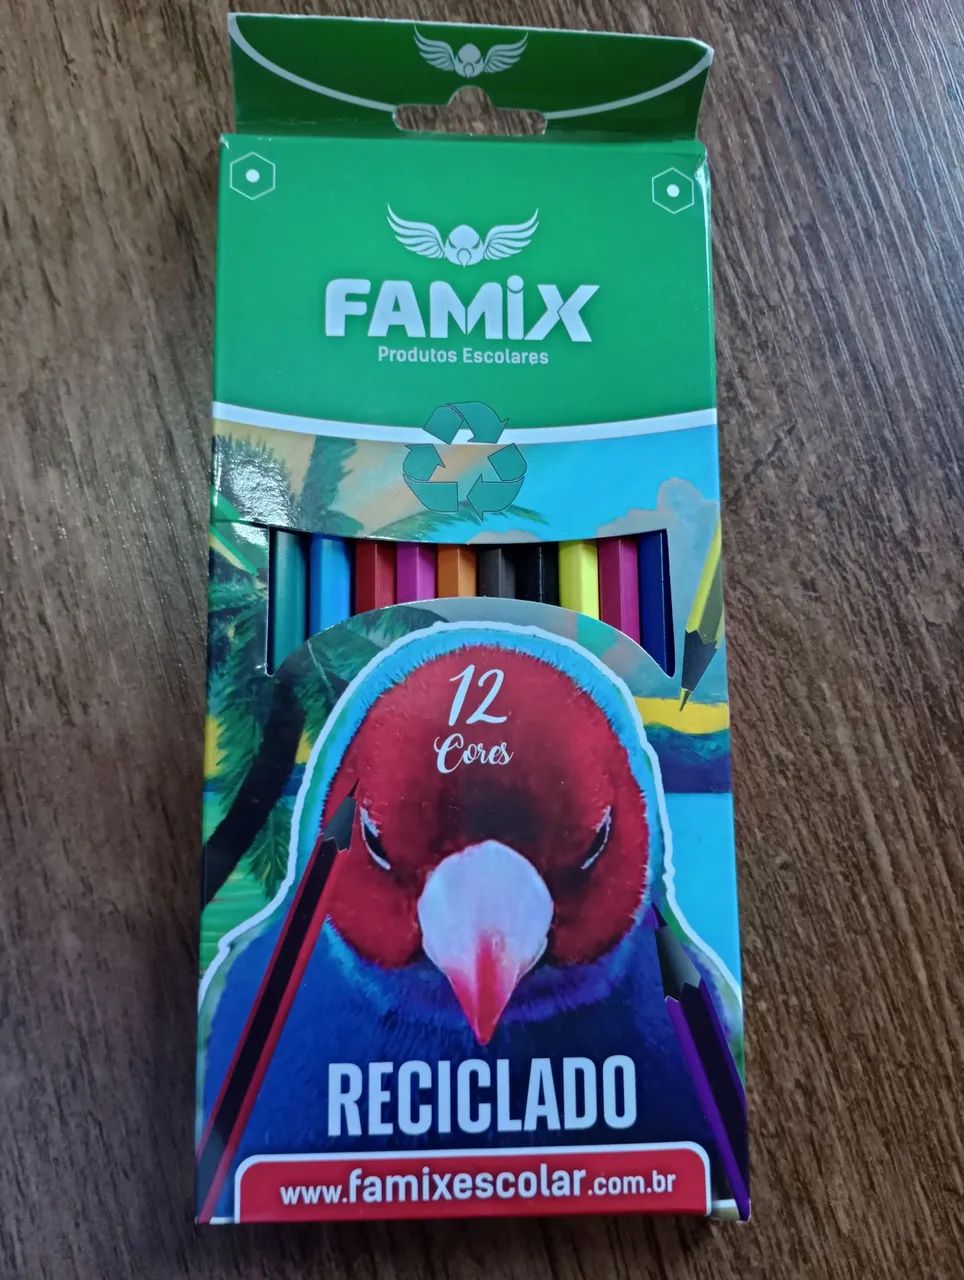 FAMiX
Produtos Escolares
12
Cores
RECICLADO
www.famixescolar.com.br